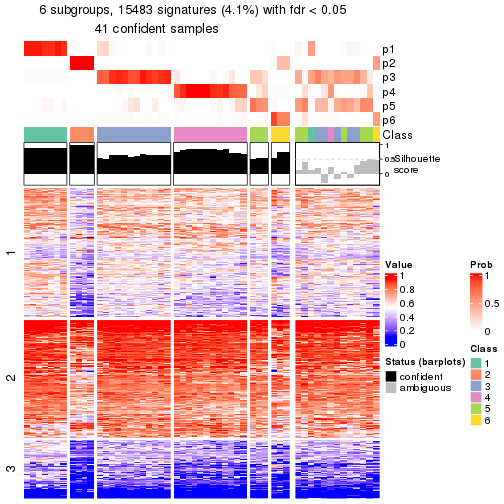 6 subgroups, 15483 signatures (4.1%) with fdr < 0.05
41 confident samples
p1
p2
p3
p4
p5
p6
Class
1
0.5
0
Silhouette
score
1
2
3
Value
1
0.8
0.6
0.4
0.2
0
Status (barplots)
confident
ambiguous
Prob
1
0.5
0
Class
1
2
3
4
5
6